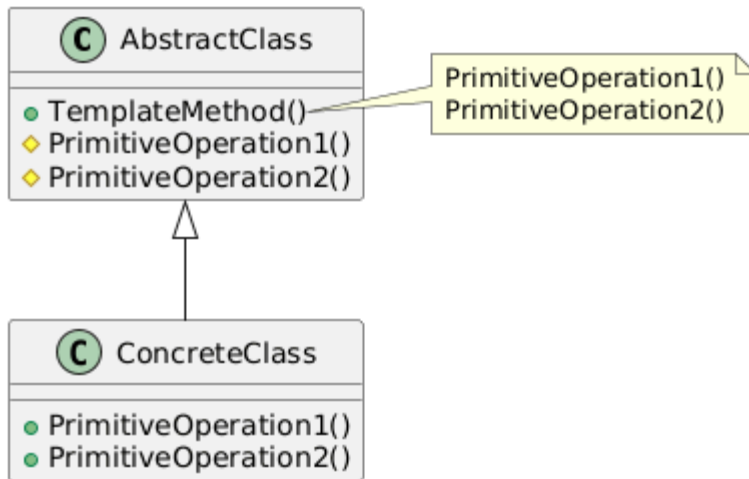 C AbstractClass
TemplateMethod()
PrimitiveOperation1()
PrimitiveOperation2()
PrimitiveOperation1()
PrimitiveOperation2()
C ConcreteClass
PrimitiveOperation1()
PrimitiveOperation2()